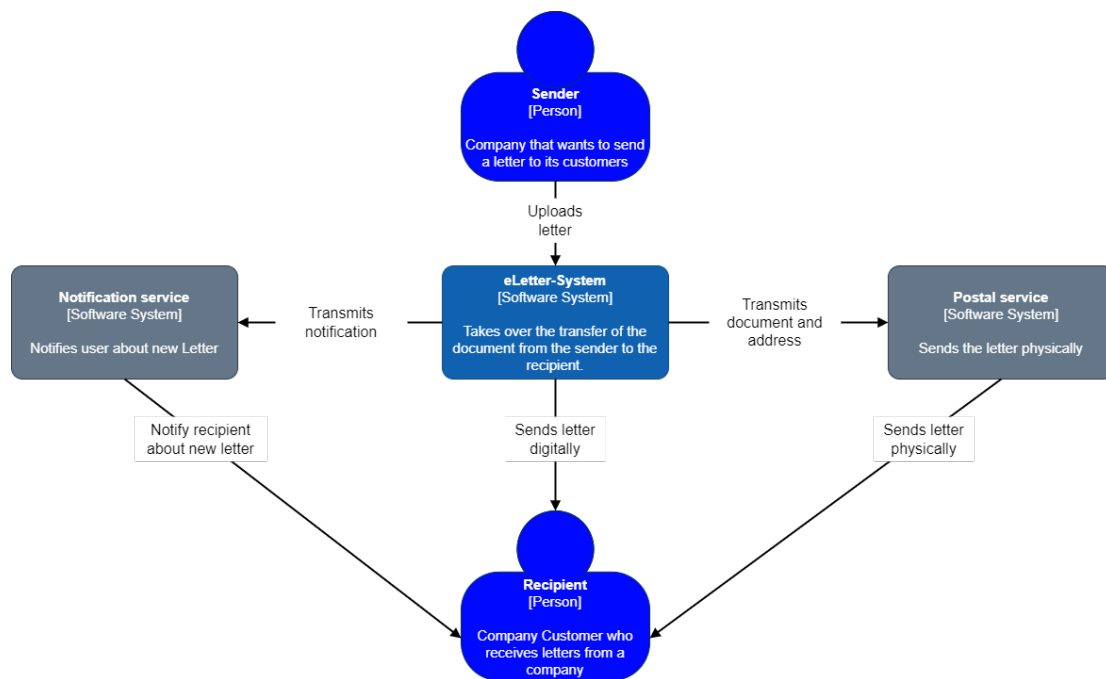 Sender
[Person]
Company that wants to send
a letter to its customers
Uploads
letter
Notification service
[Software System]
Notifies user about new Letter
Transmits
notification
eLetter-System
[Software System]
Takes over the transfer of the
document from the sender to the
recipient.
Transmits
document and
address
Postal service
[Software System]
Sends the letter physically
Notify recipient
about new letter
Sends letter
digitally
Sends letter
physically
Recipient
[Person]
Company Customer who
receives letters from a
company